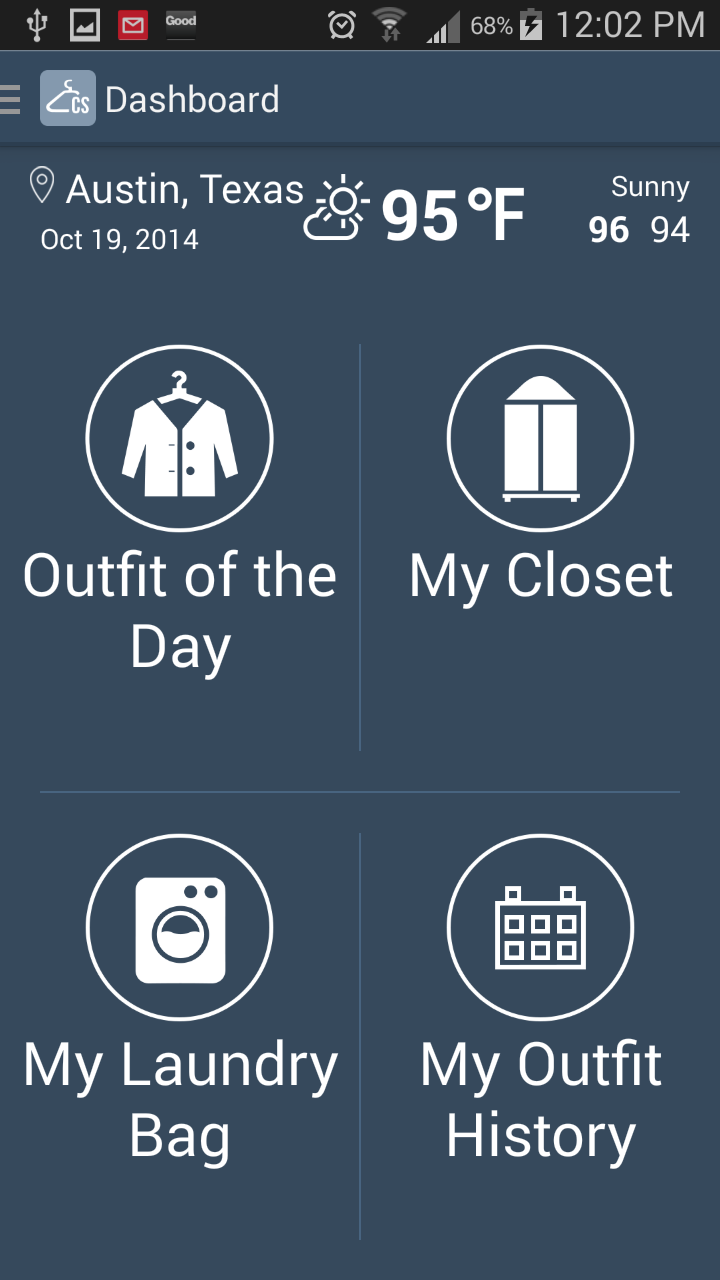 Good 68% 12:02 PM
CS Dashboard
Austin, Texas 95°F Sunny
Oct 19, 2014 96 94
Outfit of the
Day
My Closet
My Laundry
Bag
My Outfit
History